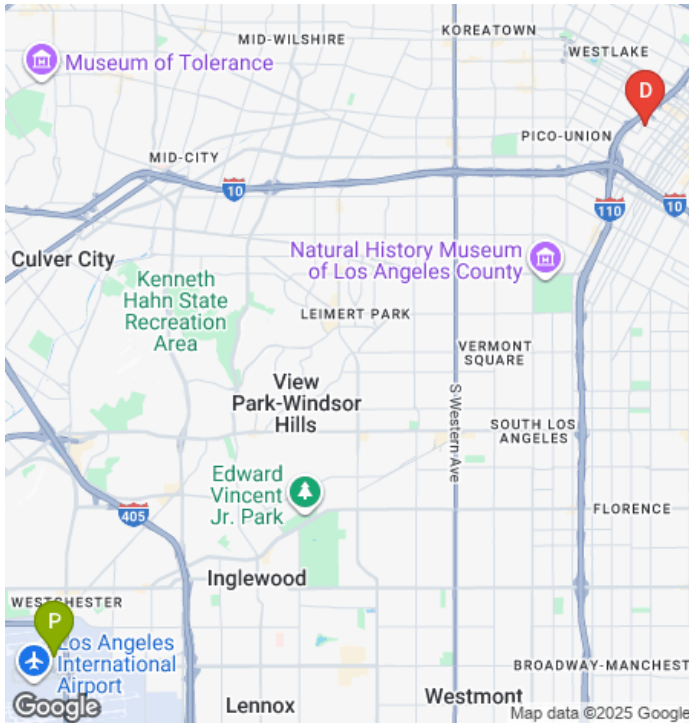 KOREATOWN
MID-WILSHIRE
WESTLAKE
Museum of Tolerance
D
PICO-UNION
MID-CITY
10
110
10
Culver City
Natural History Museum
of Los Angeles County
Kenneth
Hahn State
Recreation
Area
LEIMERT PARK
VERMONT
SQUARE
View
Park-Windsor
Hills
S Western Ave
SOUTH LOS
ANGELES
Edward
Vincent
Jr. Park
405
FLORENCE
Inglewood
WESTCHESTER
P
Los Angeles
International
Airport
BROADWAY-MANCHEST
Lennox
Westmont
Google
Map data ©2025 Google